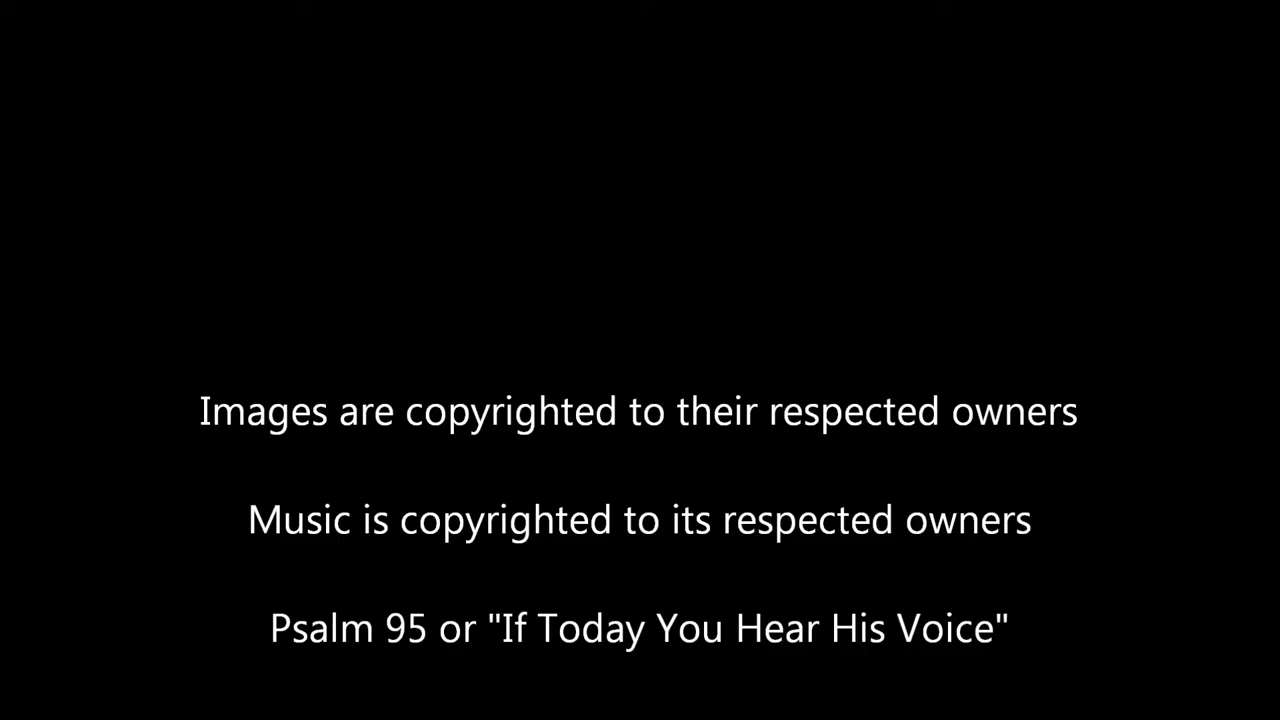 Images are copyrighted to their respected owners
Music is copyrighted to its respected owners
Psalm 95 or "If Today You Hear His Voice"